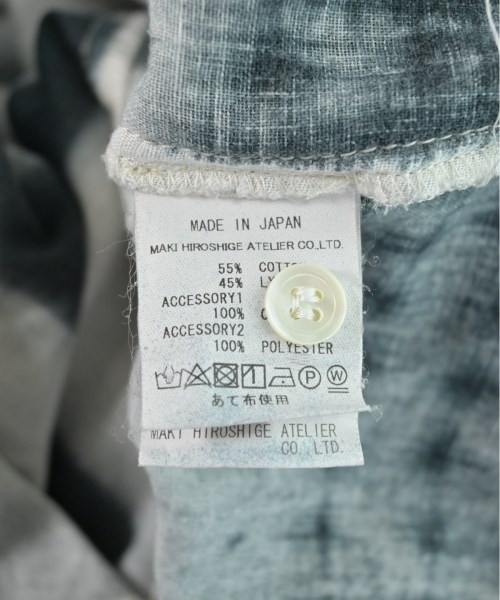 MADE IN JAPAN
MAKI HIROSHIGE ATELIER CO.,LTD.
55%
45%
ACCESSORY1
100%
ACCESSORY2
100% POLYESTER
P W
あて布使用
MAKI HIROSHIGE ATELIER
CO.,LTD.